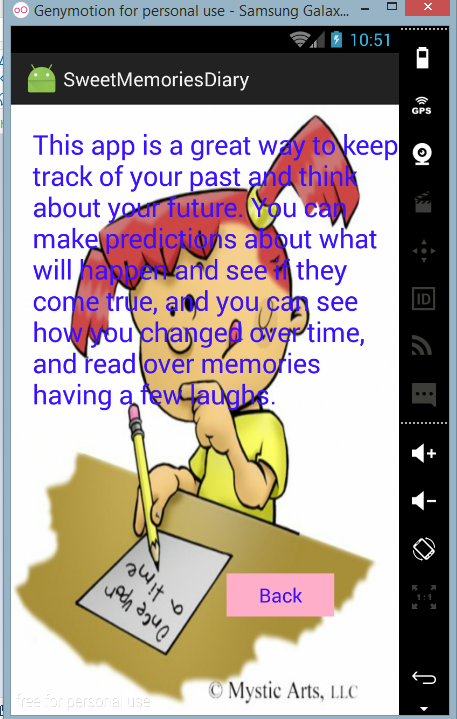 Genymotion for personal use - Samsung Galax...
10:51
SweetMemoriesDiary
GPS
This app is a great way to keep
track of your past and think
about your future. You can
make predictions about what
will happen and see if they
come true, and you can see
how you changed over time,
and read over memories
having a few laughs.
ID
Once upon
a time
Back
1:1
© Mystic Arts, LLC
free for personal use